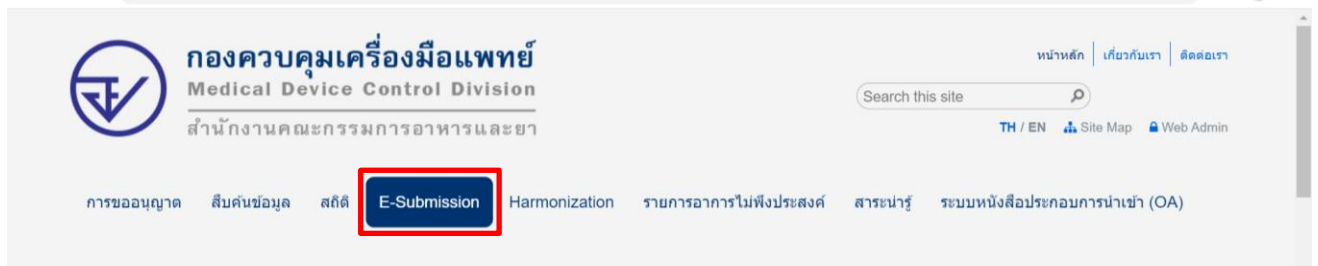 กองควบคุมเครื่องมือแพทย์
Medical Device Control Division
สำนักงานคณะกรรมการอาหารและยา
หน้าหลัก เกี่ยวกับเรา ติดต่อเรา
Search this site
TH / EN Site Map Web Admin
การขออนุญาต สืบค้นข้อมูล สถิติ E-Submission Harmonization รายการอาการไม่พึงประสงค์ สาระน่ารู้ ระบบหนังสือประกอบการนำเข้า (OA)